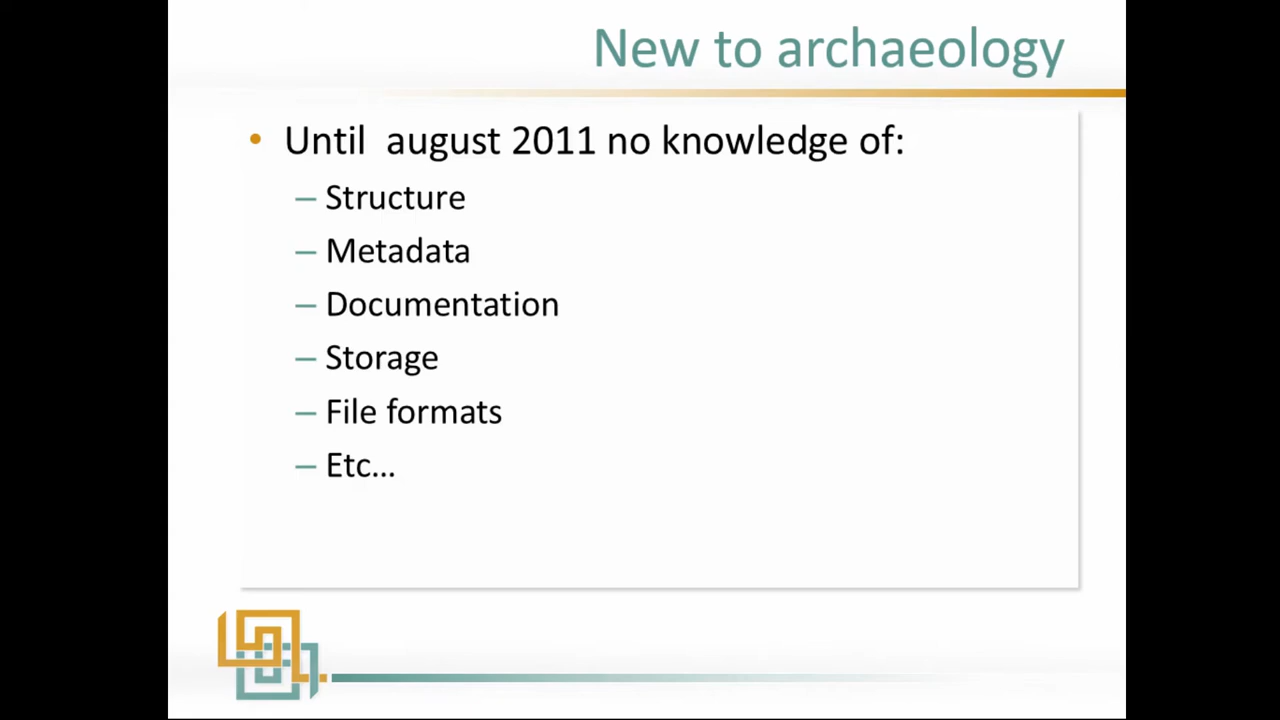 New to archaeology
• Until  august 2011 no knowledge of:
– Structure
– Metadata
– Documentation
– Storage
– File formats
– Etc…